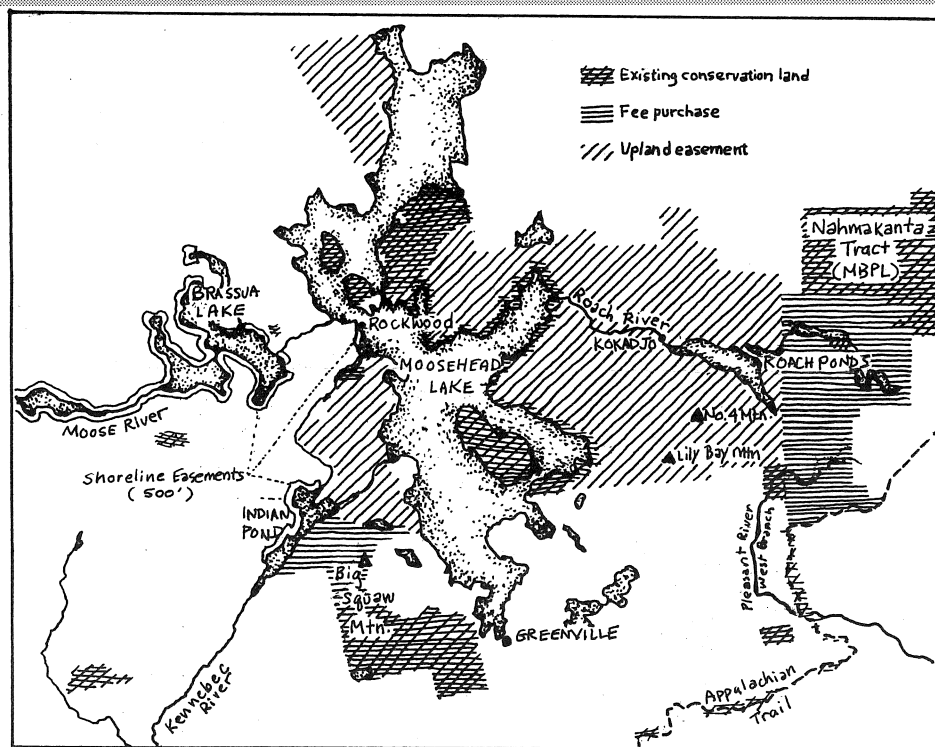 Existing conservation land
Fee purchase
Upland easement
Nahmakanta
Tract
(MBPL)
BRASSUA
LAKE
ROCKWOOD
Roach River
KOKADJO
ROACH PONDS
MOOSEHEAD
LAKE
MOOSE RIVER
No. 4 Mtn.
Lily Bay Mtn
Shoreline Easements
(500')
INDIAN
POND
Pleasant River
West Branch
Big
Squaw
Mtn.
GREENVILLE
Kennebec
River
Appalachian
Trail